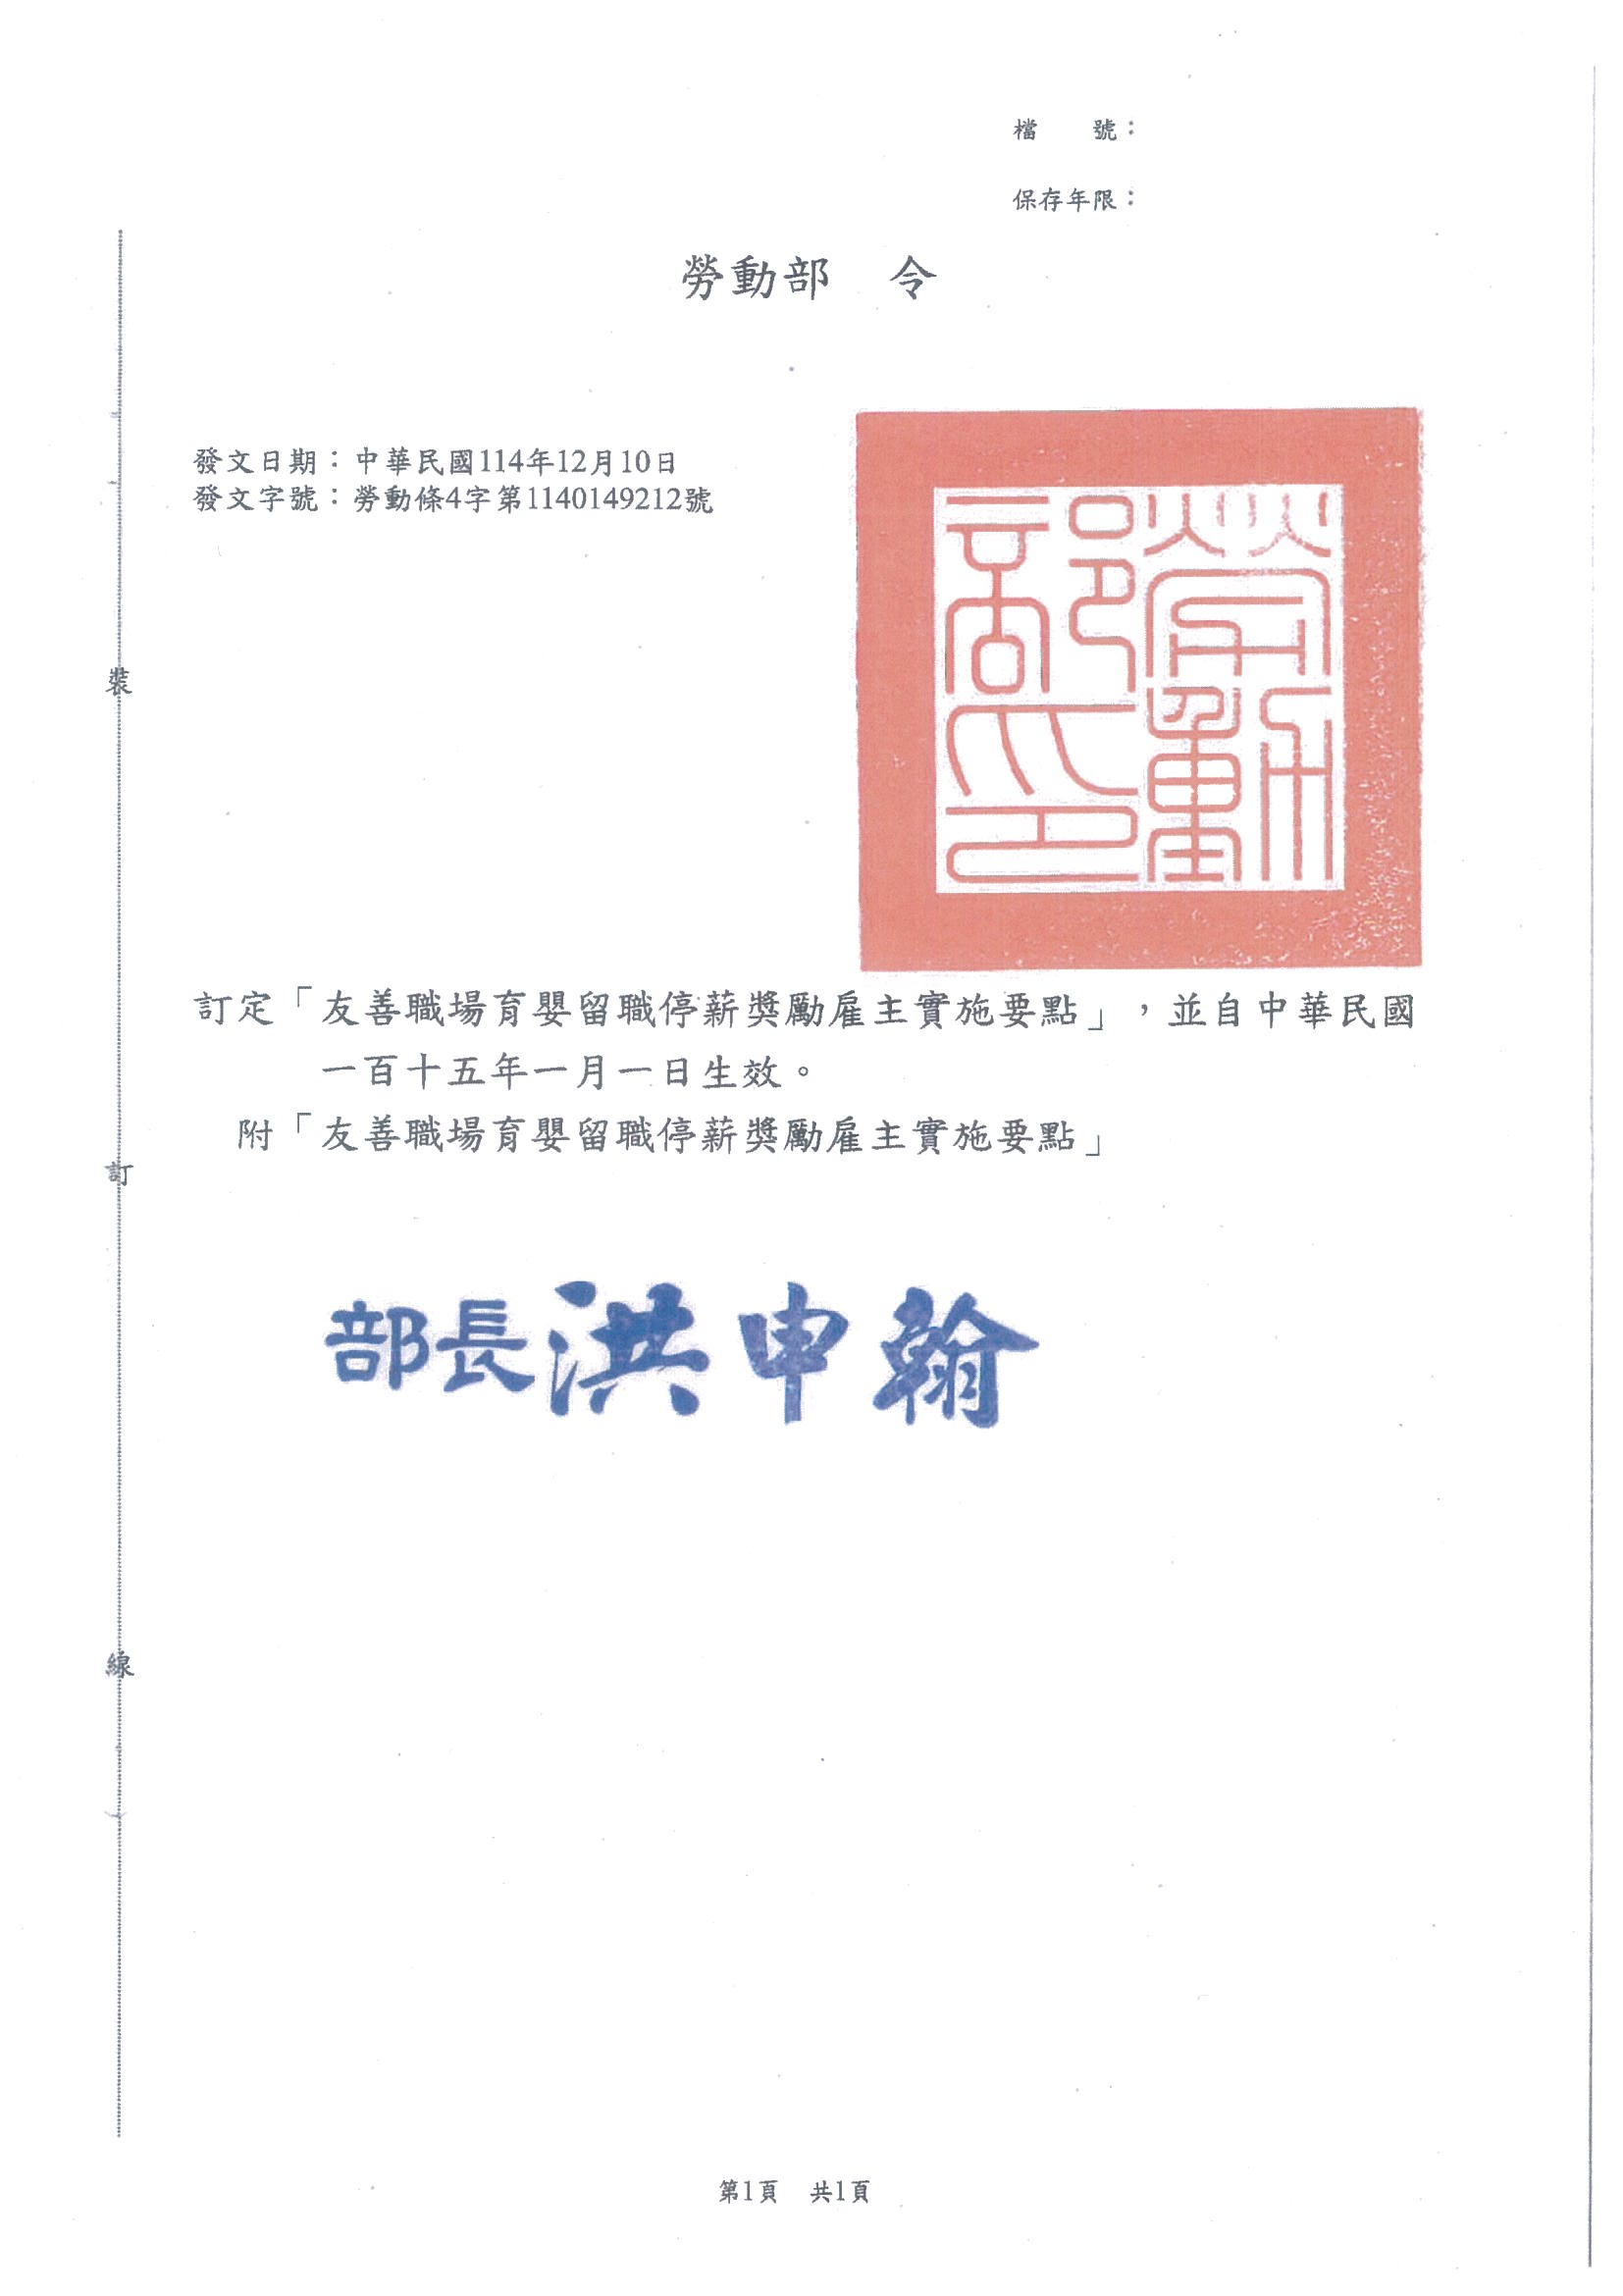 檔　　號：
保存年限：
勞動部　令
發文日期：中華民國114年12月10日
發文字號：勞動條4字第1140149212號
勞動部印
訂定「友善職場育嬰留職停薪獎勵雇主實施要點」，並自中華民國
一百十五年一月一日生效。
附「友善職場育嬰留職停薪獎勵雇主實施要點」
部長洪申翰
裝
訂
線
第1頁　共1頁